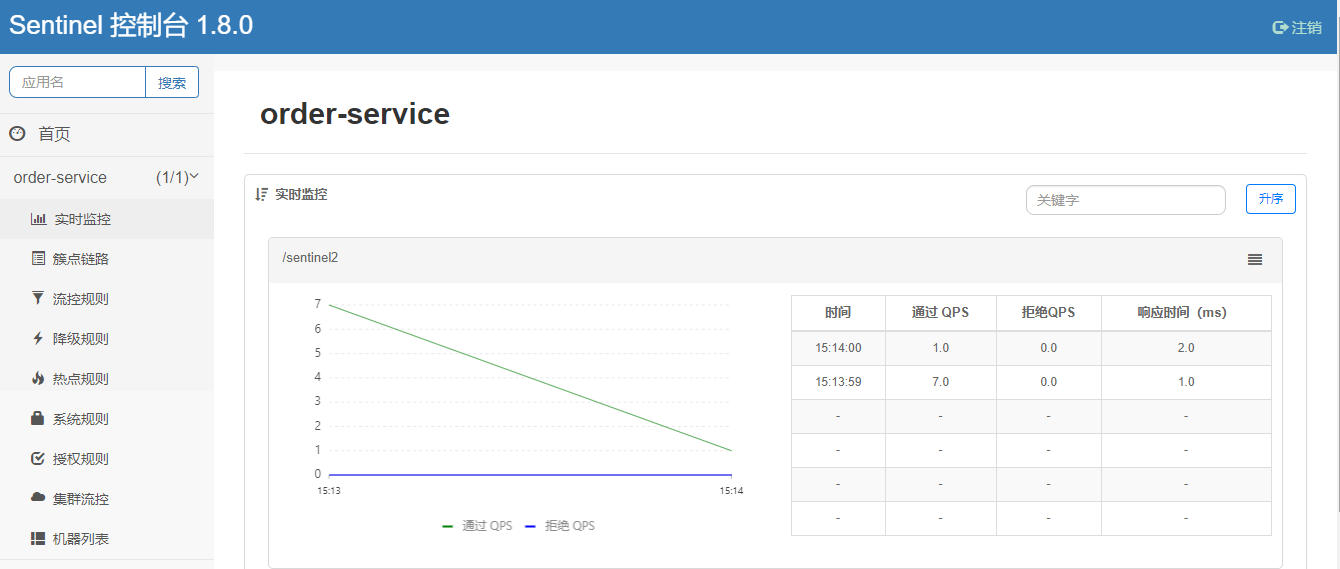 Sentinel 控制台 1.8.0
注销
应用名 搜索
首页
order-service (1/1)
实时监控
簇点链路
流控规则
降级规则
热点规则
系统规则
授权规则
集群流控
机器列表
order-service
实时监控 关键字 升序
/sentinel2
7
6
5
4
3
2
1
0
15:13 15:14
通过 QPS 拒绝 QPS
时间 通过 QPS 拒绝QPS 响应时间（ms）
15:14:00 1.0 0.0 2.0
15:13:59 7.0 0.0 1.0
- - - -
- - - -
- - - -
- - - -